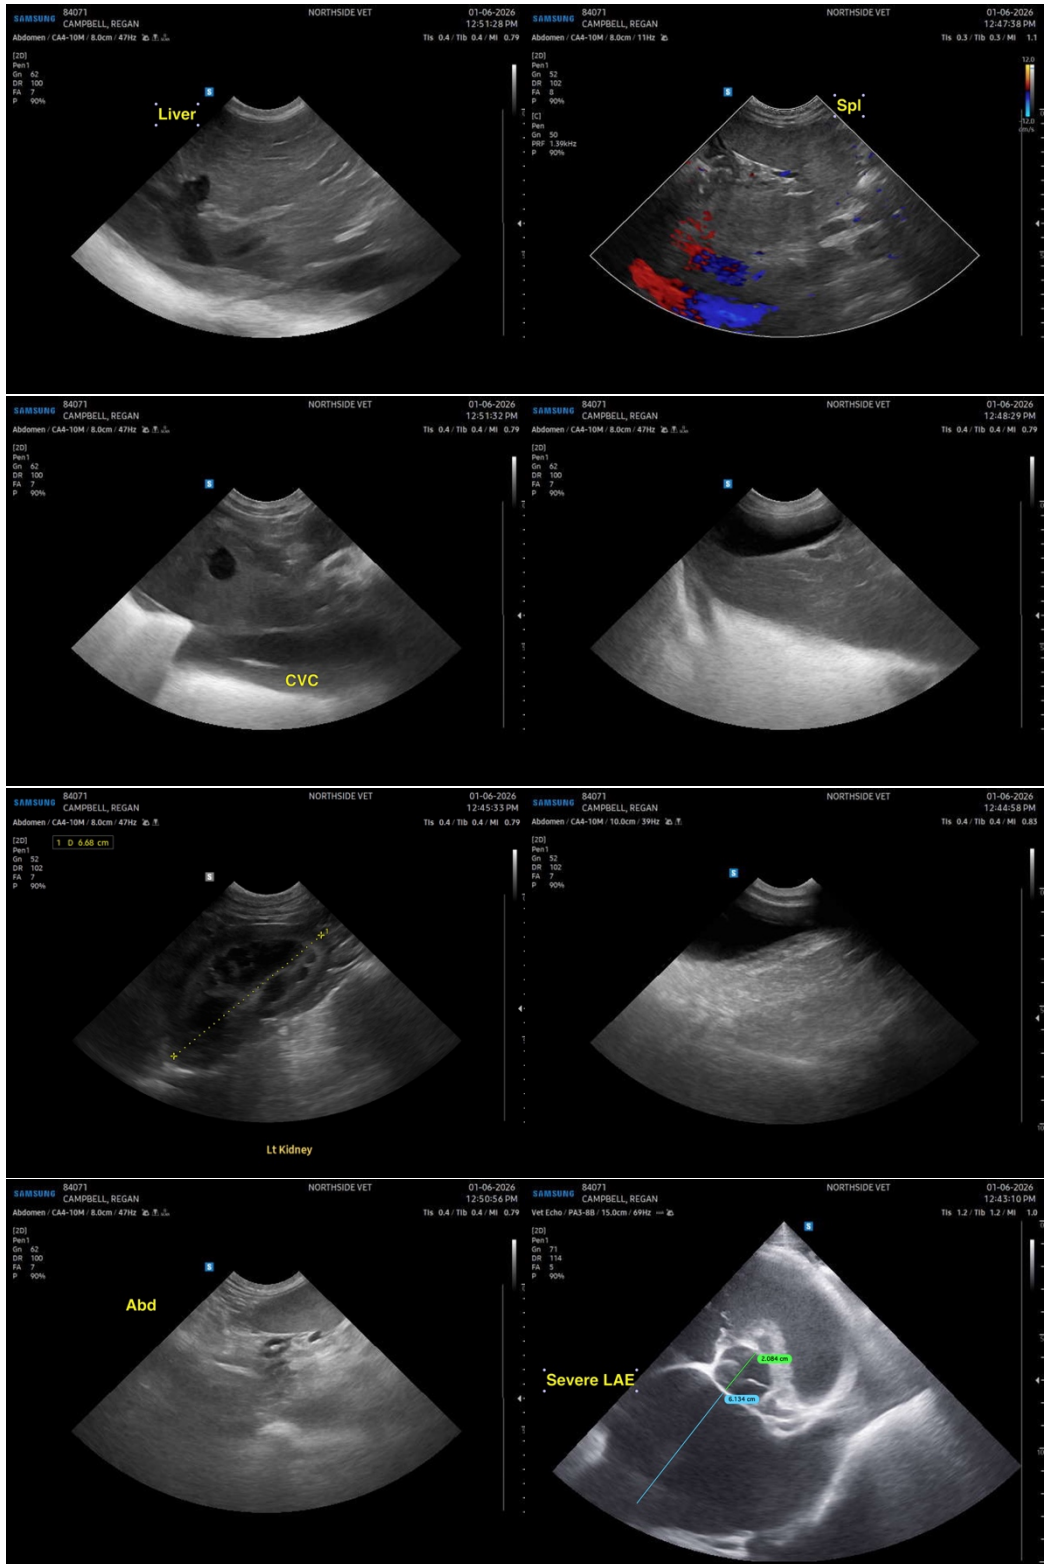 84071
NORTHSIDE VET
01-06-2026
SAMSUNG
CAMPBELL, REGAN
12:51:28 PM
Abdomen / CA4-10M / 8.0cm / 47Hz
TIs 0.4 / Tib 0.4 / MI 0.79
[2D]
Pen1
Gn 62
DR 100
FA 7
P 90%
S
Liver
84071
NORTHSIDE VET
01-06-2026
SAMSUNG
CAMPBELL, REGAN
12:47:38 PM
Abdomen / CA4-10M / 8.0cm / 11Hz
TIs 0.3 / Tib 0.3 / MI 1.1
[2D]
Pen1
Gn 52
DR 102
FA 8
P 90%
[C]
Pen
Gn 50
PRF 1.39kHz
P 90%
S
Spl
12.0
-12.0
cm/s
84071
NORTHSIDE VET
01-06-2026
SAMSUNG
CAMPBELL, REGAN
12:51:32 PM
Abdomen / CA4-10M / 8.0cm / 47Hz
TIs 0.4 / Tib 0.4 / MI 0.79
[2D]
Pen1
Gn 62
DR 100
FA 7
P 90%
S
CVC
84071
NORTHSIDE VET
01-06-2026
SAMSUNG
CAMPBELL, REGAN
12:48:29 PM
Abdomen / CA4-10M / 8.0cm / 47Hz
TIs 0.4 / Tib 0.4 / MI 0.79
[2D]
Pen1
Gn 62
DR 100
FA 7
P 90%
S
84071
NORTHSIDE VET
01-06-2026
SAMSUNG
CAMPBELL, REGAN
12:45:33 PM
Abdomen / CA4-10M / 8.0cm / 47Hz
TIs 0.4 / Tib 0.4 / MI 0.79
[2D]
Pen1
Gn 52
DR 102
FA 7
P 90%
1 D 6.68 cm
S
1
Lt Kidney
84071
NORTHSIDE VET
01-06-2026
SAMSUNG
CAMPBELL, REGAN
12:44:58 PM
Abdomen / CA4-10M / 10.0cm / 39Hz
TIs 0.4 / Tib 0.4 / MI 0.83
[2D]
Pen1
Gn 52
DR 102
FA 7
P 90%
S
84071
NORTHSIDE VET
01-06-2026
SAMSUNG
CAMPBELL, REGAN
12:50:56 PM
Abdomen / CA4-10M / 8.0cm / 47Hz
TIs 0.4 / Tib 0.4 / MI 0.79
[2D]
Pen1
Gn 62
DR 100
FA 7
P 90%
S
Abd
84071
NORTHSIDE VET
01-06-2026
SAMSUNG
CAMPBELL, REGAN
12:43:10 PM
Vet Echo / PA3-8B / 15.0cm / 69Hz
TIs 1.2 / Tib 1.2 / MI 1.0
[2D]
Pen1
Gn 71
DR 114
FA 5
P 90%
S
2.084 cm
Severe LAE
6.134 cm